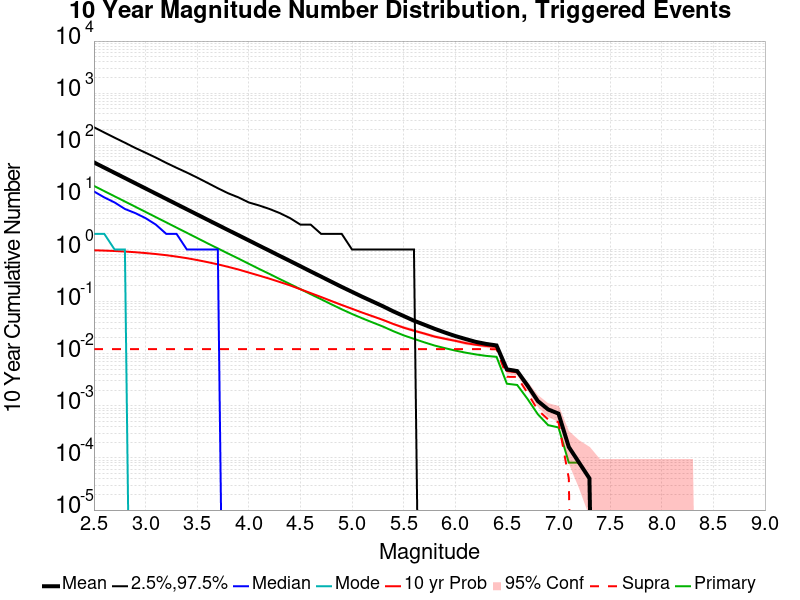 10 Year Magnitude Number Distribution, Triggered Events
10 4
10 3
10 2
10 1
10 0
10 -1
10 -2
10 -3
10 -4
10 -5
10 Year Cumulative Number
2.5 3.0 3.5 4.0 4.5 5.0 5.5 6.0 6.5 7.0 7.5 8.0 8.5 9.0
Magnitude
Mean 2.5%,97.5% Median Mode 10 yr Prob 95% Conf Supra Primary